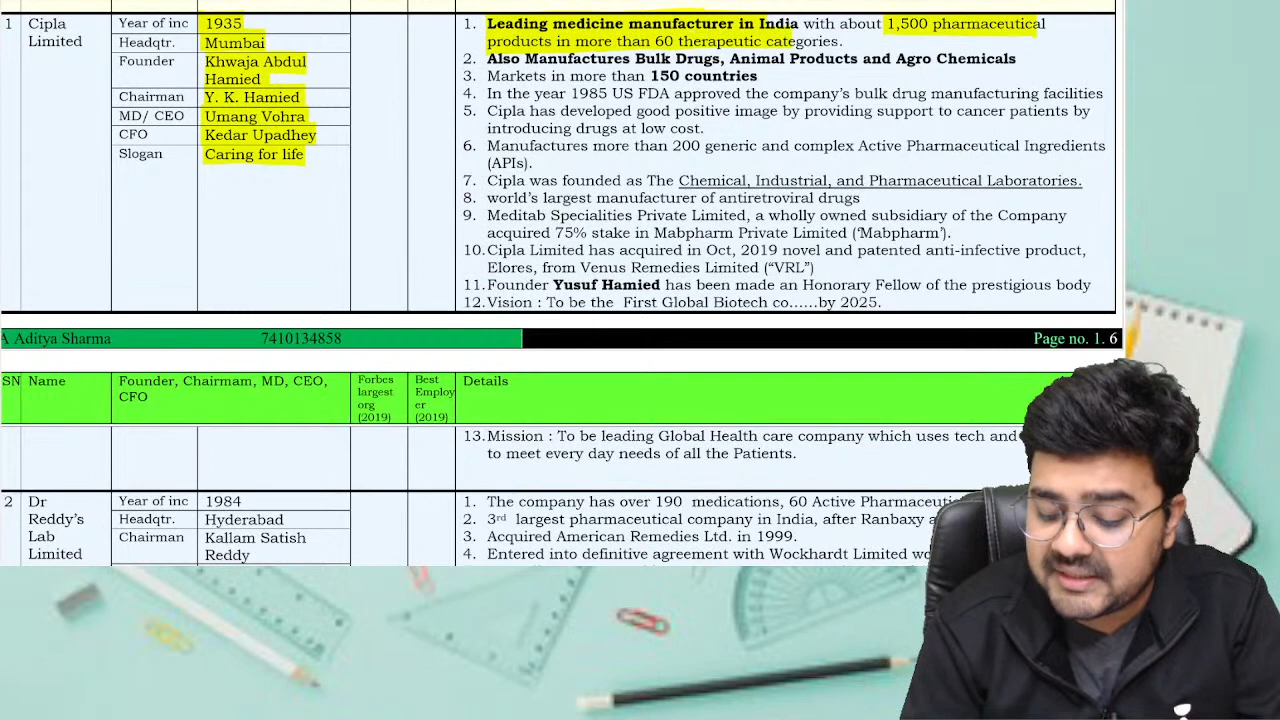 1 Cipla Limited
Year of inc 1935
Headqtr. Mumbai
Founder Khwaja Abdul Hamied
Chairman Y. K. Hamied
MD/ CEO Umang Vohra
CFO Kedar Upadhey
Slogan Caring for life
1. Leading medicine manufacturer in India with about 1,500 pharmaceutical
products in more than 60 therapeutic categories.
2. Also Manufactures Bulk Drugs, Animal Products and Agro Chemicals
3. Markets in more than 150 countries
4. In the year 1985 US FDA approved the company's bulk drug manufacturing facilities
5. Cipla has developed good positive image by providing support to cancer patients by
introducing drugs at low cost.
6. Manufactures more than 200 generic and complex Active Pharmaceutical Ingredients
(APIs).
7. Cipla was founded as The Chemical, Industrial, and Pharmaceutical Laboratories.
8. world's largest manufacturer of antiretroviral drugs
9. Meditab Specialities Private Limited, a wholly owned subsidiary of the Company
acquired 75% stake in Mabpharm Private Limited ('Mabpharm').
10. Cipla Limited has acquired in Oct, 2019 novel and patented anti-infective product,
Elores, from Venus Remedies Limited ("VRL")
11. Founder Yusuf Hamied has been made an Honorary Fellow of the prestigious body
12. Vision : To be the First Global Biotech co......by 2025.
A Aditya Sharma 7410134858 Page no. 1. 6
SN Name Founder, Chairmam, MD, CEO, CFO Forbes largest org (2019) Best Employer (2019) Details
13. Mission : To be leading Global Health care company which uses tech and
to meet every day needs of all the Patients.
2 Dr Reddy's Lab Limited
Year of inc 1984
Headqtr. Hyderabad
Chairman Kallam Satish Reddy
1. The company has over 190 medications, 60 Active
2. 3rd largest pharmaceutical company in India, after Ranbaxy
3. Acquired American Remedies Ltd. in 1999.
4. Entered into definitive agreement with Wockhardt Limited